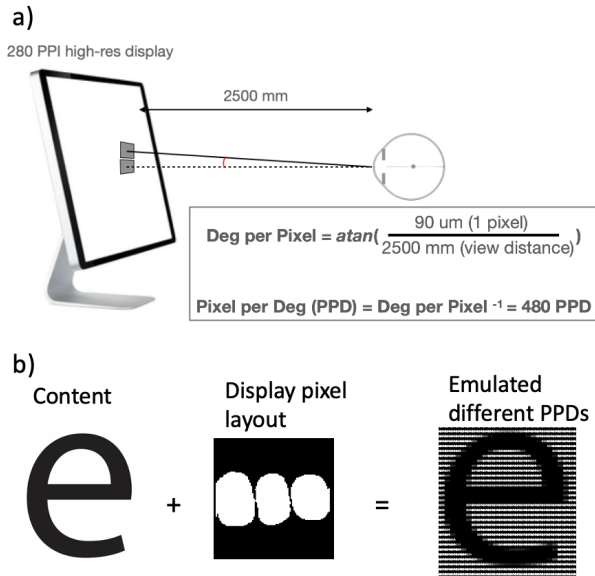 a)
280 PPI high-res display
2500 mm
Deg per Pixel = atan( 90 um (1 pixel) / 2500 mm (view distance) )
Pixel per Deg (PPD) = Deg per Pixel ⁻¹ = 480 PPD
b)
Content
Display pixel
layout
Emulated
different PPDs
e
+
=
e